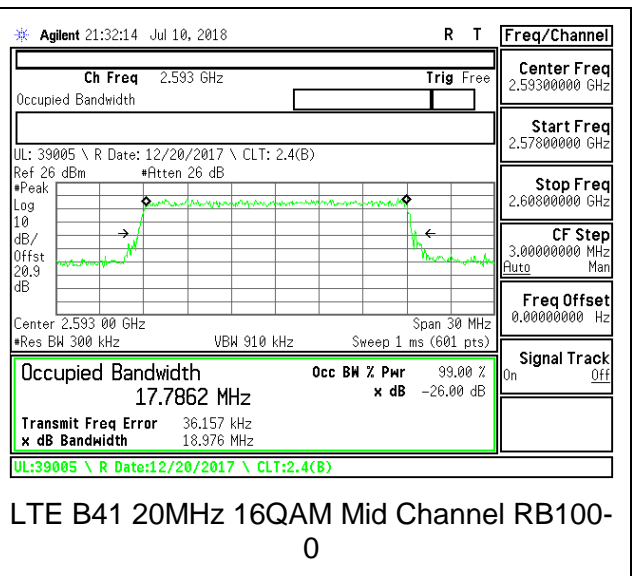 Agilent 21:32:14 Jul 10, 2018 R T
Freq/Channel
Ch Freq 2.593 GHz Trig Free
Occupied Bandwidth
Center Freq
2.59300000 GHz
Start Freq
2.57800000 GHz
Stop Freq
2.60800000 GHz
CF Step
3.00000000 MHz
Auto Man
Freq Offset
0.00000000 Hz
Signal Track
On Off
UL: 39005 \ R Date: 12/20/2017 \ CLT: 2.4(B)
Ref 26 dBm #Atten 26 dB
#Peak
Log
10
dB/
Offst
20.9
dB
Center 2.593 00 GHz Span 30 MHz
#Res BW 300 kHz VBW 910 kHz Sweep 1 ms (601 pts)
Occupied Bandwidth Occ BW % Pwr 99.00 %
17.7862 MHz x dB -26.00 dB
Transmit Freq Error 36.157 kHz
x dB Bandwidth 18.976 MHz
UL:39005 \ R Date:12/20/2017 \ CLT:2.4(B)
LTE B41 20MHz 16QAM Mid Channel RB100-
0